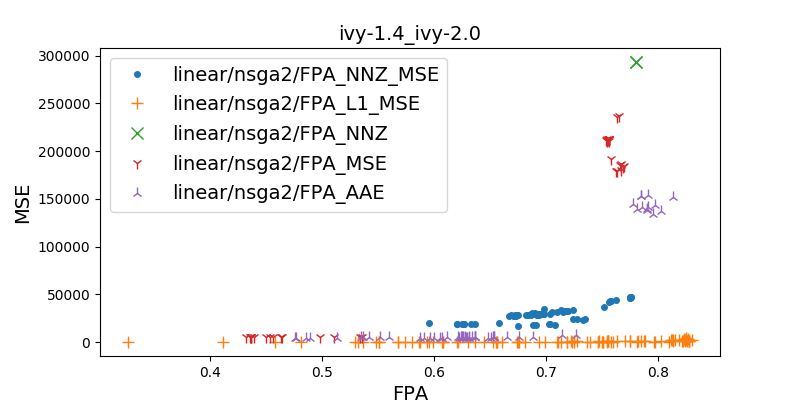 ivy-1.4_ivy-2.0
300000
250000
200000
150000
100000
50000
0
MSE
linear/nsga2/FPA_NNZ_MSE
linear/nsga2/FPA_L1_MSE
linear/nsga2/FPA_NNZ
linear/nsga2/FPA_MSE
linear/nsga2/FPA_AAE
0.4 0.5 0.6 0.7 0.8
FPA